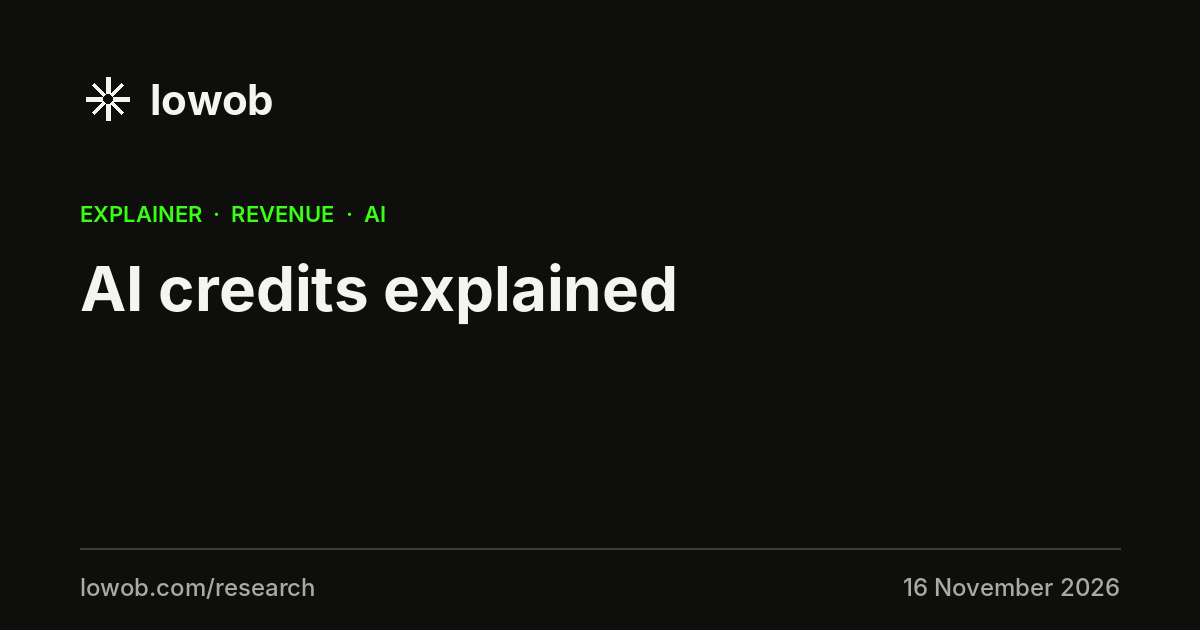 lowob
EXPLAINER · REVENUE · AI
AI credits explained
lowob.com/research
16 November 2026